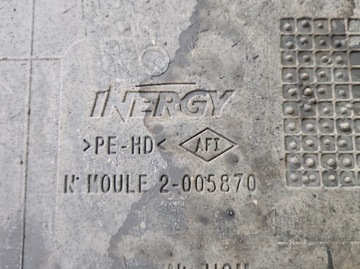 INERGY
>PE-HD< AFI
N° MOULE 2-005870